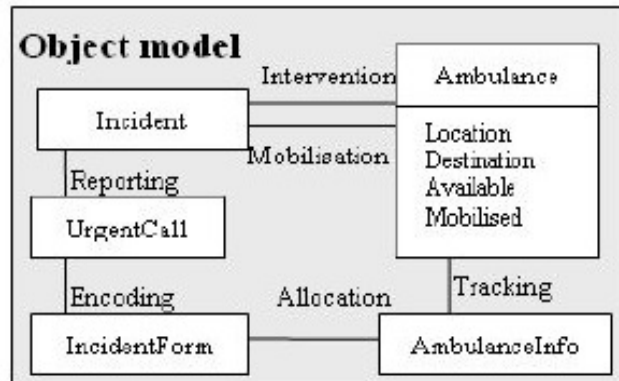 Object model
Intervention
Ambulance
Incident
Mobilisation
Location
Destination
Available
Mobilised
Reporting
UrgentCall
Encoding
Allocation
Tracking
IncidentForm
AmbulanceInfo